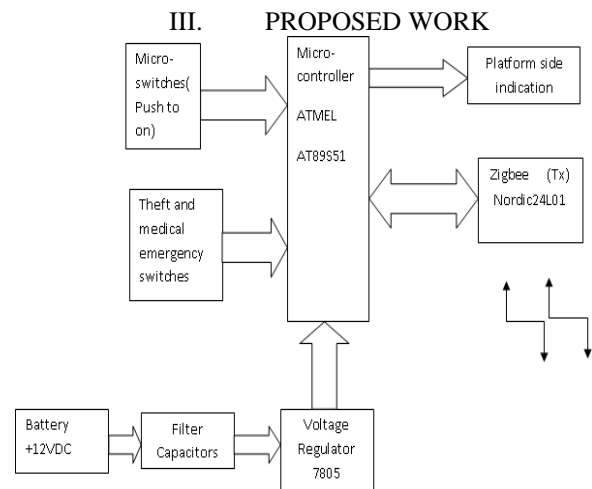 III. PROPOSED WORK
Micro-
switches(
Push to
on)
Micro-
controller
ATMEL
AT89S51
Platform side
indication
Zigbee (Tx)
Nordic24L01
Theft and
medical
emergency
switches
Battery
+12VDC
Filter
Capacitors
Voltage
Regulator
7805